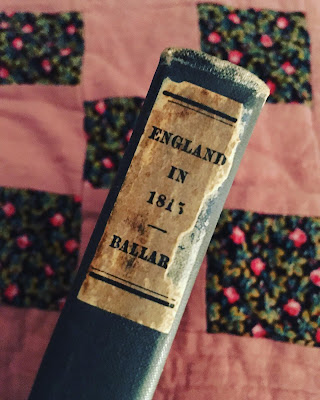 ENGLAND
IN
1815
—
BALLAR